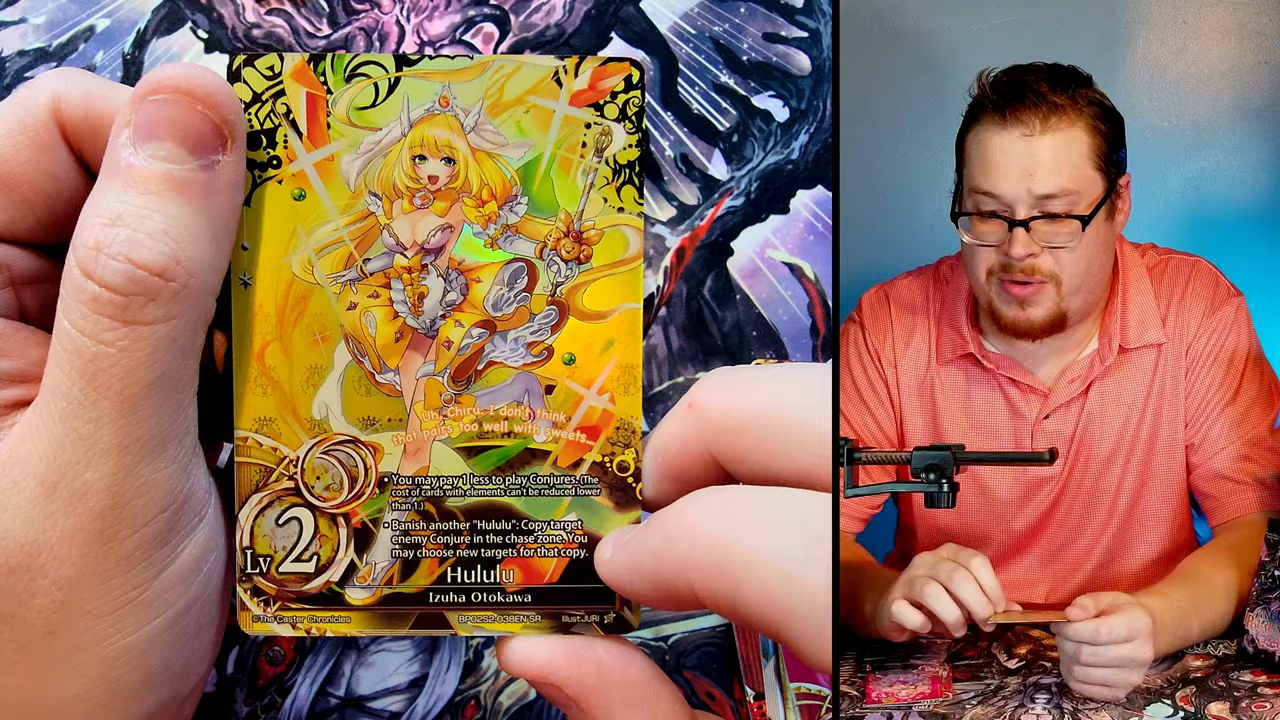 Uh, Chiru, I don't think
that pairs too well with sweets...
• You may pay 1 less to play Conjures. (The
cost of cards with elements can't be reduced lower
than 1.)
• Banish another "Hululu": Copy target
enemy Conjure in the chase zone. You
may choose new targets for that copy.
Lv 2
Hululu
Izuha Otokawa
©The Caster Chronicles BP02S2-038EN SR Illust.JURI